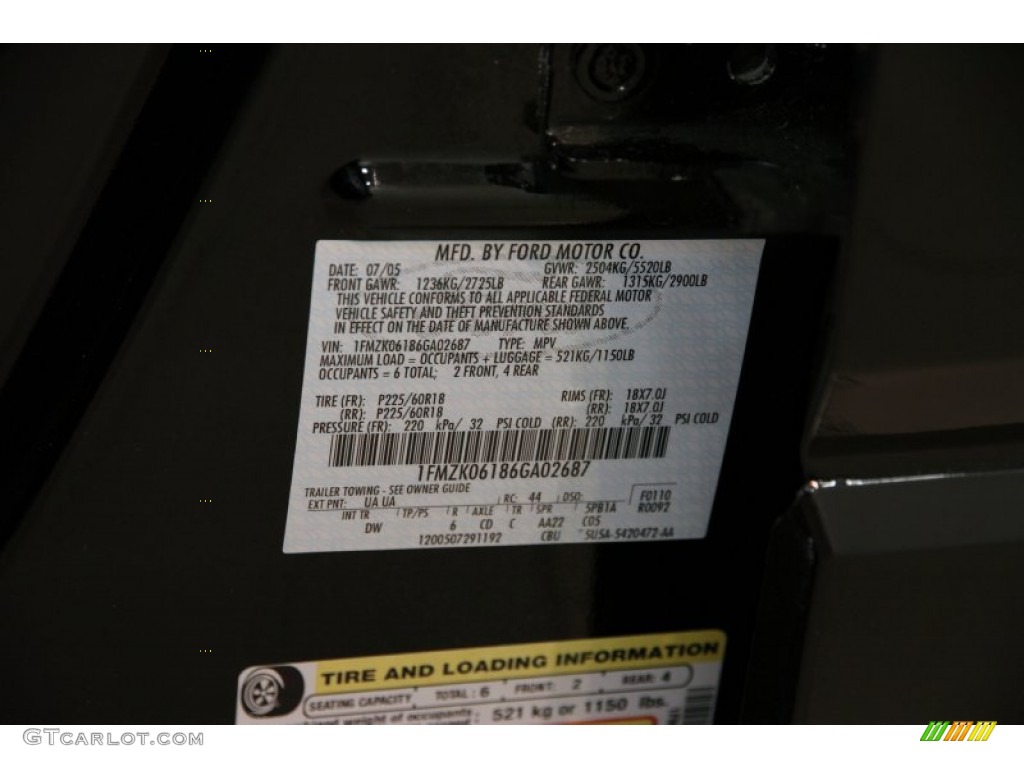 MFD. BY FORD MOTOR CO.
DATE: 07/05 GVWR: 2504KG/5520LB
FRONT GAWR: 1236KG/2725LB REAR GAWR: 1315KG/2900LB
THIS VEHICLE CONFORMS TO ALL APPLICABLE FEDERAL MOTOR
VEHICLE SAFETY AND THEFT PREVENTION STANDARDS
IN EFFECT ON THE DATE OF MANUFACTURE SHOWN ABOVE.
VIN: 1FMZK06186GA02687 TYPE: MPV
MAXIMUM LOAD = OCCUPANTS + LUGGAGE = 521KG/1150LB
OCCUPANTS = 6 TOTAL; 2 FRONT, 4 REAR
TIRE (FR): P225/60R18 RIMS (FR): 18X7.0J
(RR): P225/60R18 (RR): 18X7.0J
PRESSURE (FR): 220 kPa/ 32 PSI COLD (RR): 220 kPa/ 32 PSI COLD
1FMZK06186GA02687
TRAILER TOWING - SEE OWNER GUIDE
EXT PNT: UA UA RC: 44 DSO: F0110
INT TR TP/PS R AXLE TR SPR 5PB1A R0092
DW 6 CD C AA22 C05
1200507291192 CBU 5U5A-5420472-AA
TIRE AND LOADING INFORMATION
SEATING CAPACITY TOTAL: 6 FRONT: 2 REAR: 4
weight of occupants 521 kg or 1150 lbs.
GTCARLOT.COM